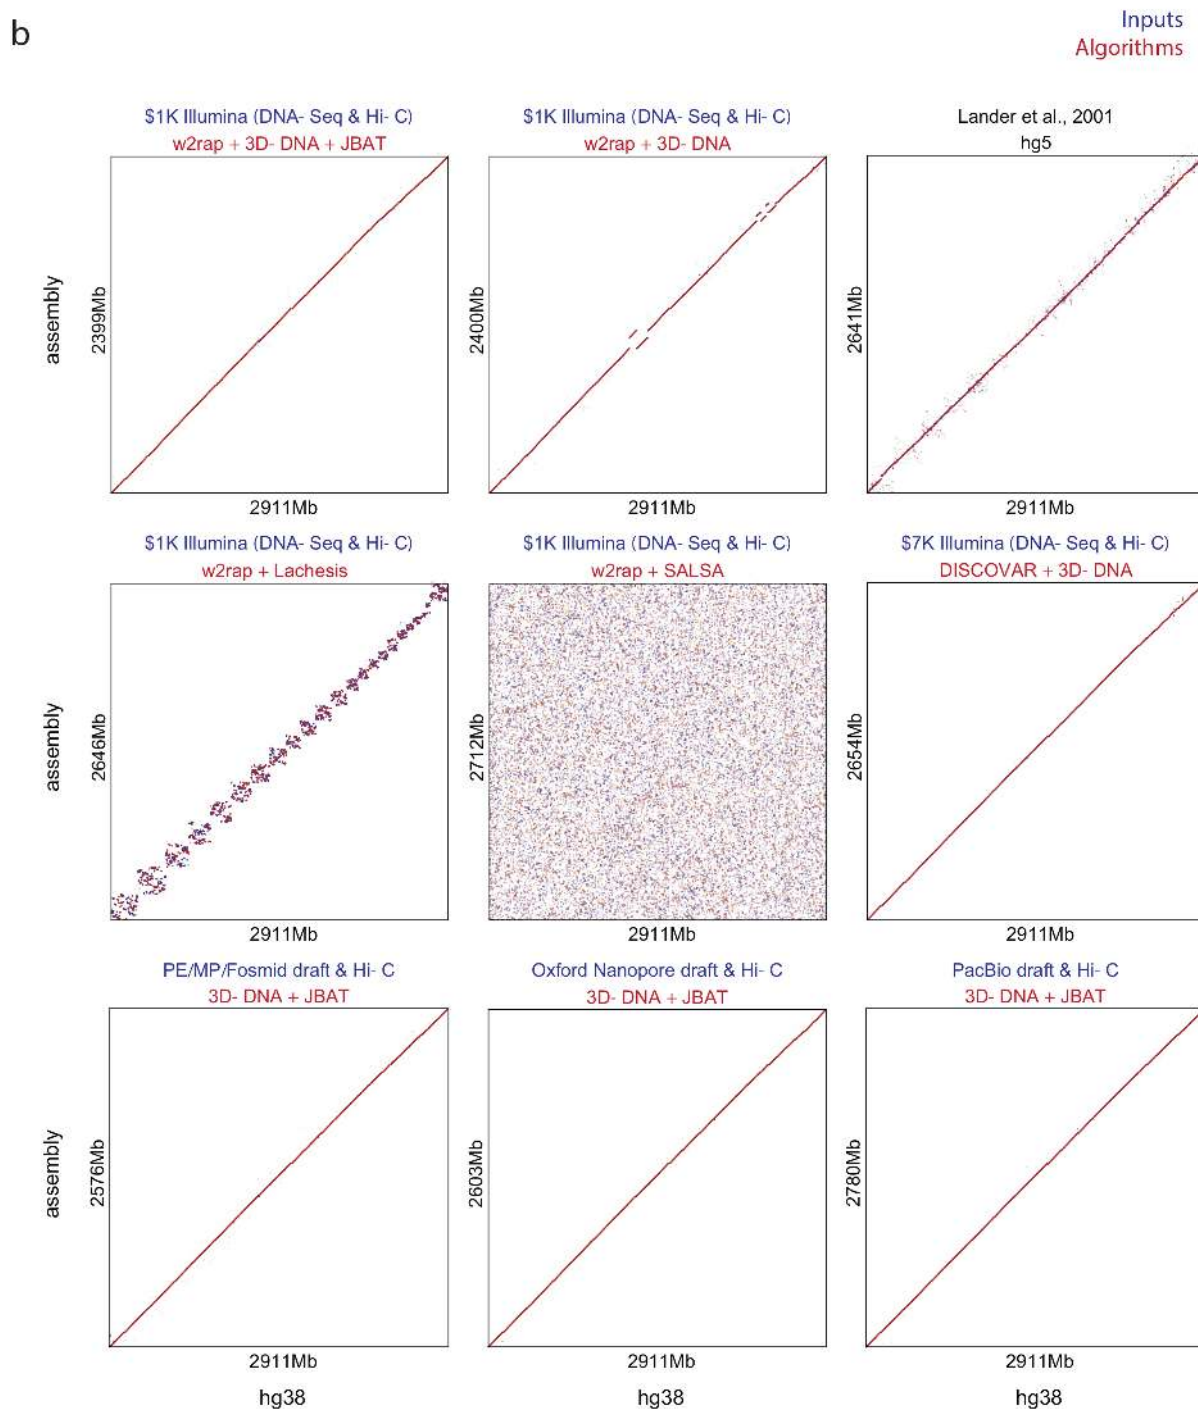 b
Inputs
Algorithms
$1K Illumina (DNA- Seq & Hi- C)
w2rap + 3D- DNA + JBAT
$1K Illumina (DNA- Seq & Hi- C)
w2rap + 3D- DNA
Lander et al., 2001
hg5
assembly
2399Mb
2400Mb
2641Mb
2911Mb
2911Mb
2911Mb
$1K Illumina (DNA- Seq & Hi- C)
w2rap + Lachesis
$1K Illumina (DNA- Seq & Hi- C)
w2rap + SALSA
$7K Illumina (DNA- Seq & Hi- C)
DISCOVAR + 3D- DNA
assembly
2646Mb
2712Mb
2654Mb
2911Mb
2911Mb
2911Mb
PE/MP/Fosmid draft & Hi- C
3D- DNA + JBAT
Oxford Nanopore draft & Hi- C
3D- DNA + JBAT
PacBio draft & Hi- C
3D- DNA + JBAT
assembly
2576Mb
2603Mb
2780Mb
2911Mb
2911Mb
2911Mb
hg38
hg38
hg38